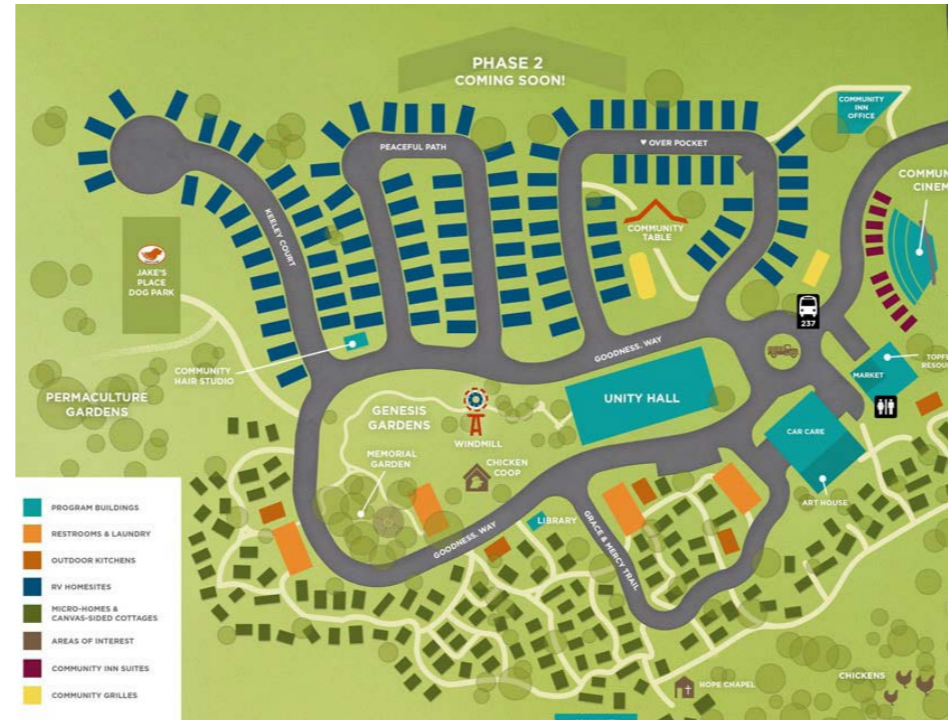 PHASE 2
COMING SOON!
COMMUNITY
INN
OFFICE
PEACEFUL PATH
♥ OVER POCKET
KEELEY COURT
COMMUNITY
TABLE
JAKE'S
PLACE
DOG PARK
237
GOODNESS, WAY
COMMUNITY
HAIR STUDIO
MARKET
PERMACULTURE
GARDENS
GENESIS
GARDENS
WINDMILL
UNITY HALL
MEMORIAL
GARDEN
CHICKEN
COOP
CAR CARE
ART HOUSE
LIBRARY
GOODNESS, WAY
GRACE & MERCY TRAIL
PROGRAM BUILDINGS
RESTROOMS & LAUNDRY
OUTDOOR KITCHENS
RV HOMESITES
MICRO-HOMES &
CANVAS-SIDED COTTAGES
AREAS OF INTEREST
COMMUNITY INN SUITES
COMMUNITY GRILLES
HOPE CHAPEL
CHICKENS